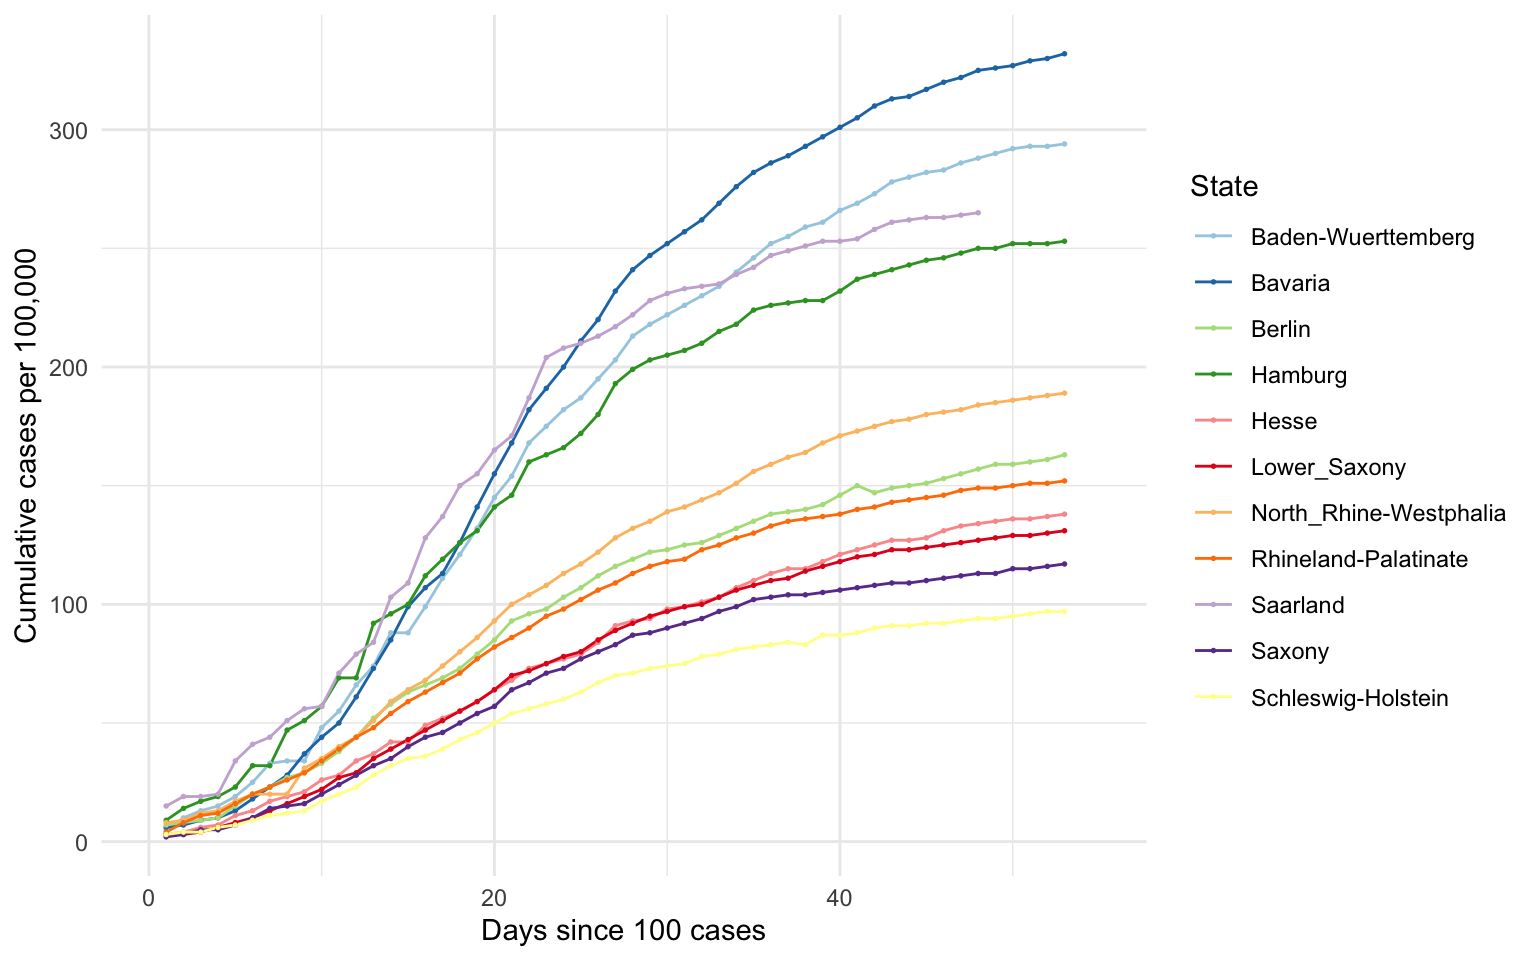 Cumulative cases per 100,000
300
200
100
0
0 20 40
Days since 100 cases
State
Baden-Wuerttemberg
Bavaria
Berlin
Hamburg
Hesse
Lower_Saxony
North_Rhine-Westphalia
Rhineland-Palatinate
Saarland
Saxony
Schleswig-Holstein